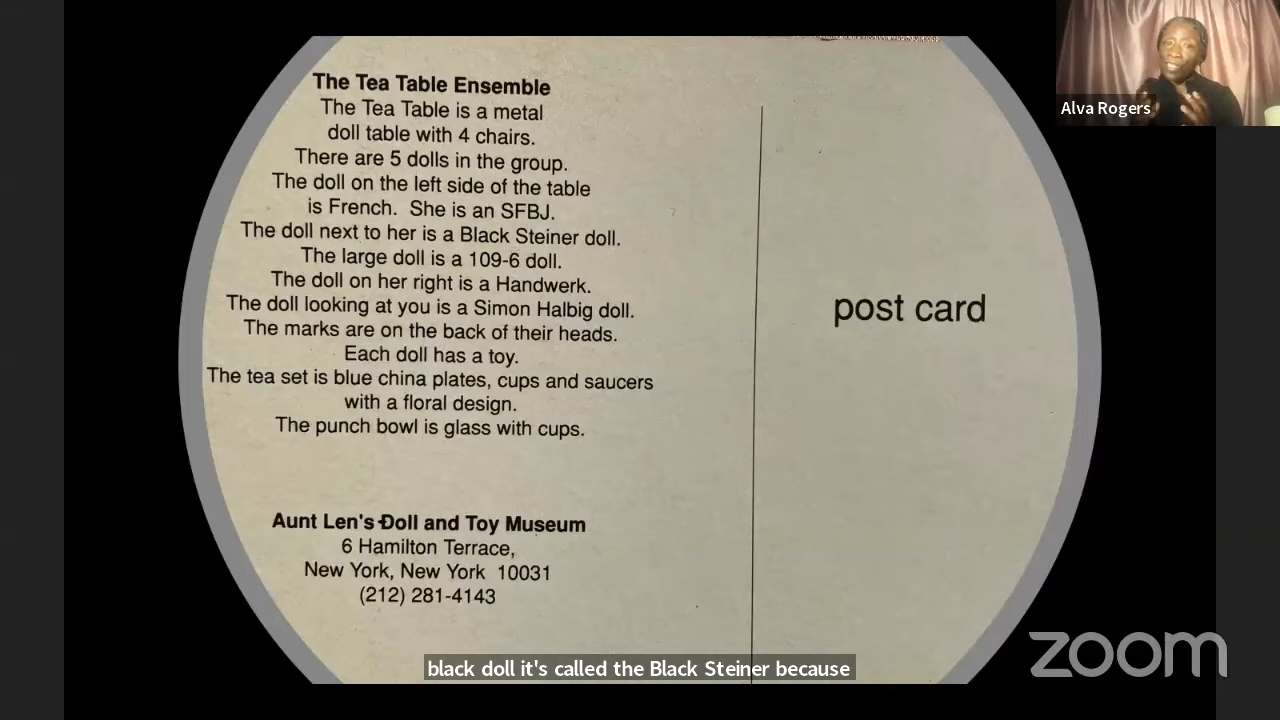 The Tea Table Ensemble
The Tea Table is a metal
doll table with 4 chairs.
There are 5 dolls in the group.
The doll on the left side of the table
is French. She is an SFBJ.
The doll next to her is a Black Steiner doll.
The large doll is a 109-6 doll.
The doll on her right is a Handwerk.
The doll looking at you is a Simon Halbig doll.
The marks are on the back of their heads.
Each doll has a toy.
The tea set is blue china plates, cups and saucers
with a floral design.
The punch bowl is glass with cups.
Aunt Len's Doll and Toy Museum
6 Hamilton Terrace,
New York, New York 10031
(212) 281-4143
post card
Alva Rogers
black doll it's called the Black Steiner because
zoom